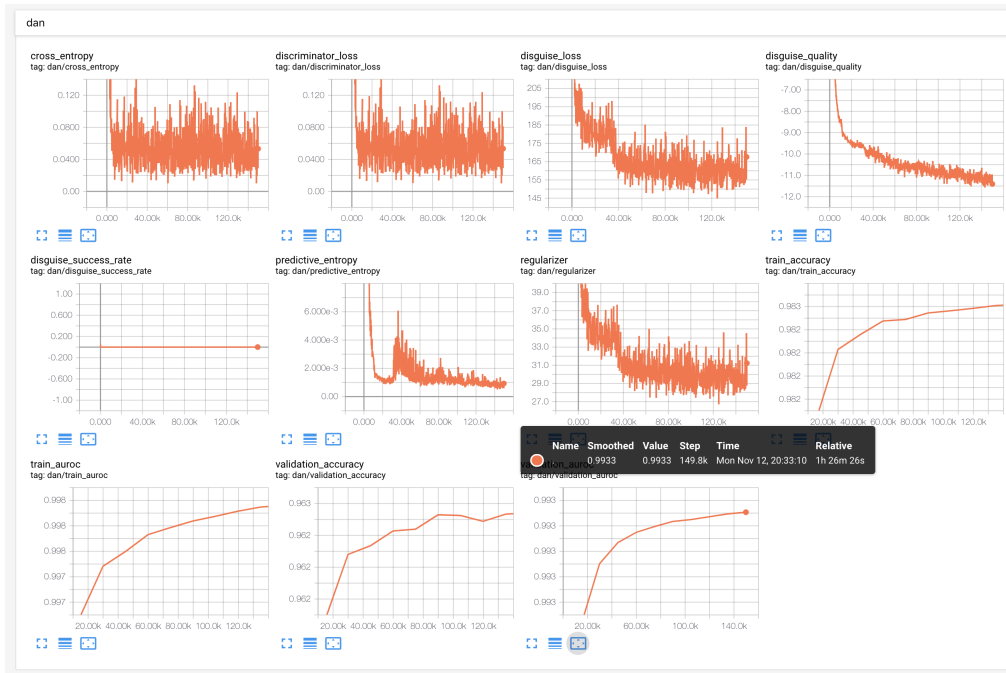 dan
cross_entropy
tag: dan/cross_entropy
0.120
0.0800
0.0400
0.00
0.000 40.00k 80.00k 120.0k
discriminator_loss
tag: dan/discriminator_loss
0.120
0.0800
0.0400
0.00
0.000 40.00k 80.00k 120.0k
disguise_loss
tag: dan/disguise_loss
205
195
185
175
165
155
145
0.000 40.00k 80.00k 120.0k
disguise_quality
tag: dan/disguise_quality
-7.00
-8.00
-9.00
-10.0
-11.0
-12.0
0.000 40.00k 80.00k 120.0k
disguise_success_rate
tag: dan/disguise_success_rate
1.00
0.600
0.200
-0.200
-0.600
-1.00
0.000 40.00k 80.00k 120.0k
predictive_entropy
tag: dan/predictive_entropy
6.000e-3
4.000e-3
2.000e-3
0.00
0.000 40.00k 80.00k 120.0k
regularizer
tag: dan/regularizer
39.0
37.0
35.0
33.0
31.0
29.0
27.0
0.000 40.00k 80.00k 120.0k
train_accuracy
tag: dan/train_accuracy
0.983
0.982
0.982
0.982
0.982
20.00k 40.00k 60.00k 80.00k 100.0k 120.0k
Name Smoothed Value Step Time Relative
0.9933 0.9933 149.8k Mon Nov 12, 20:33:10 1h 26m 26s
train_auroc
tag: dan/train_auroc
0.998
0.998
0.998
0.997
0.997
20.00k 40.00k 60.00k 80.00k 100.0k 120.0k
validation_accuracy
tag: dan/validation_accuracy
0.963
0.962
0.962
0.962
20.00k 40.00k 60.00k 80.00k 100.0k 120.0k
validation_auroc
tag: dan/validation_auroc
0.993
0.993
0.993
0.993
0.993
20.00k 60.00k 100.0k 140.0k